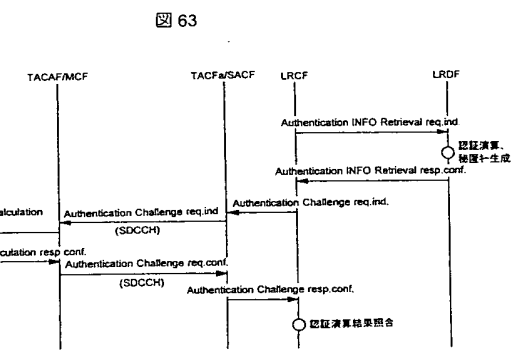 図 63
TACAF/MCF
TACFa/SACF
LRCF
LRDF
Authentication INFO Retrieval req.ind
認証演算、
秘匿キー生成
Authentication INFO Retrieval resp.conf.
Authentication Challenge req.ind.
alculation
Authentication Challenge req.ind
(SDCCH)
culation resp conf.
Authentication Challenge req.conf.
(SDCCH)
Authentication Challenge resp.conf.
認証演算結果照合